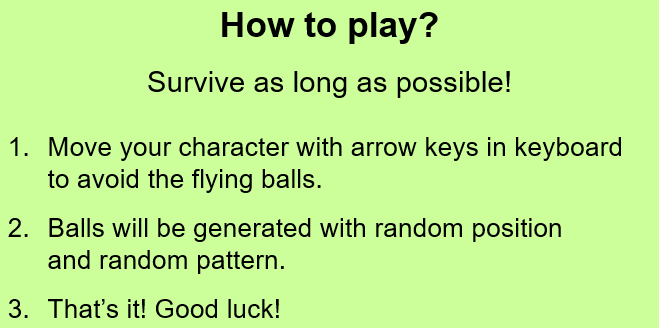 How to play?
Survive as long as possible!
1. Move your character with arrow keys in keyboard
to avoid the flying balls.
2. Balls will be generated with random position
and random pattern.
3. That’s it! Good luck!